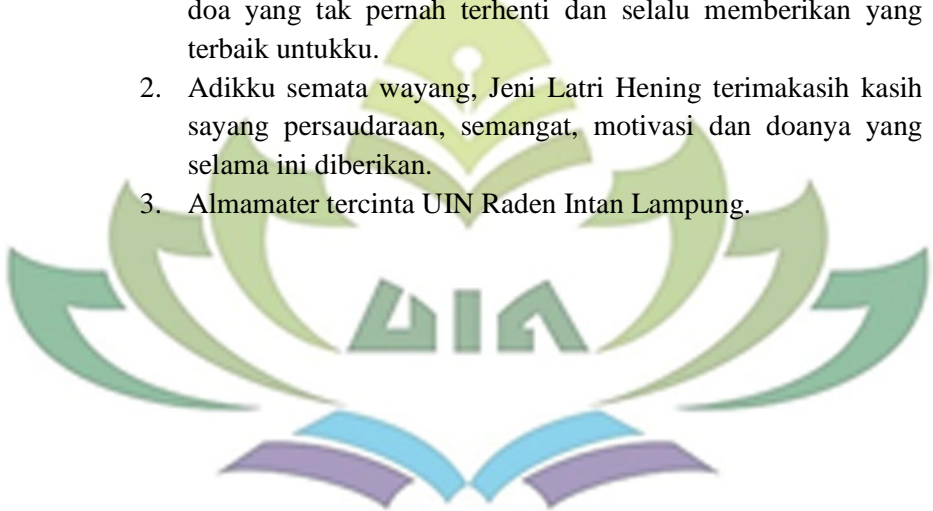 doa yang tak pernah terhenti dan selalu memberikan yang
terbaik untukku.
2. Adikku semata wayang, Jeni Latri Hening terimakasih kasih
sayang persaudaraan, semangat, motivasi dan doanya yang
selama ini diberikan.
3. Almamater tercinta UIN Raden Intan Lampung.
UIN